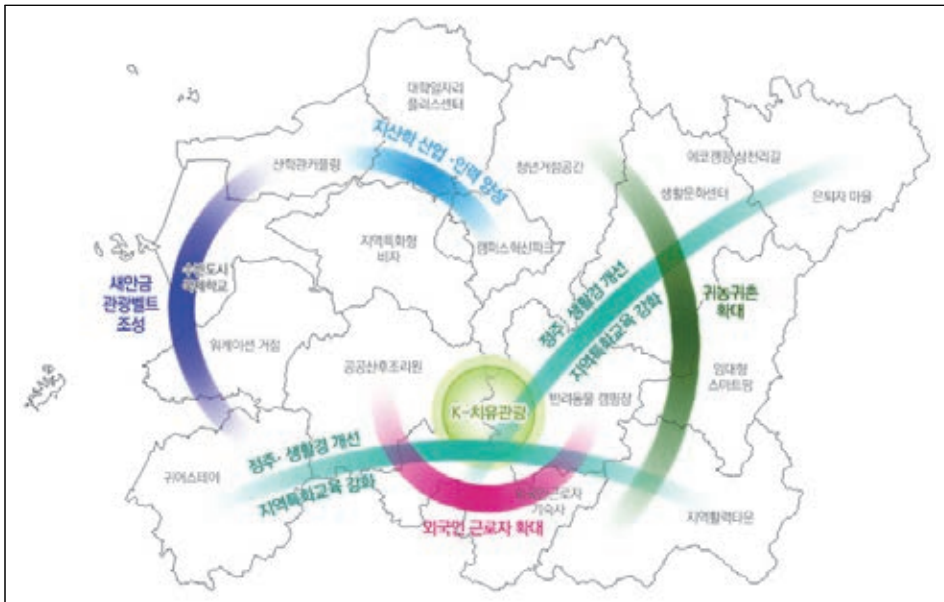 대학일자리
플러스센터
지산학 산업·인력 양성
산학관커플링
청년거점공간
에코캠핑 삼천리길
생활문화센터
은퇴자 마을
지역특화형
비자
캠퍼스혁신파크
새만금
관광벨트
조성
수변도시
국제학교
정주·생활경 개선
지역특화교육 강화
귀농귀촌
확대
워케이션 거점
공공산후조리원
임대형
스마트팜
K-치유관광
반려동물 캠핑장
정주·생활경 개선
지역특화교육 강화
귀어스테이
외국인근로자
기숙사
지역활력타운
외국인 근로자 확대